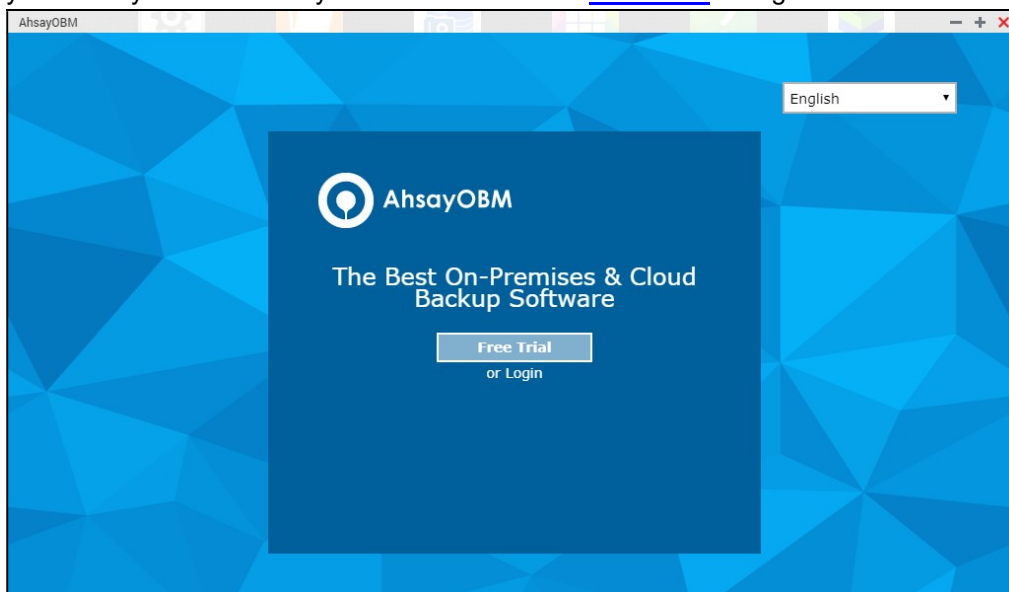 AhsayOBM
English
AhsayOBM
The Best On-Premises & Cloud
Backup Software
Free Trial
or Login